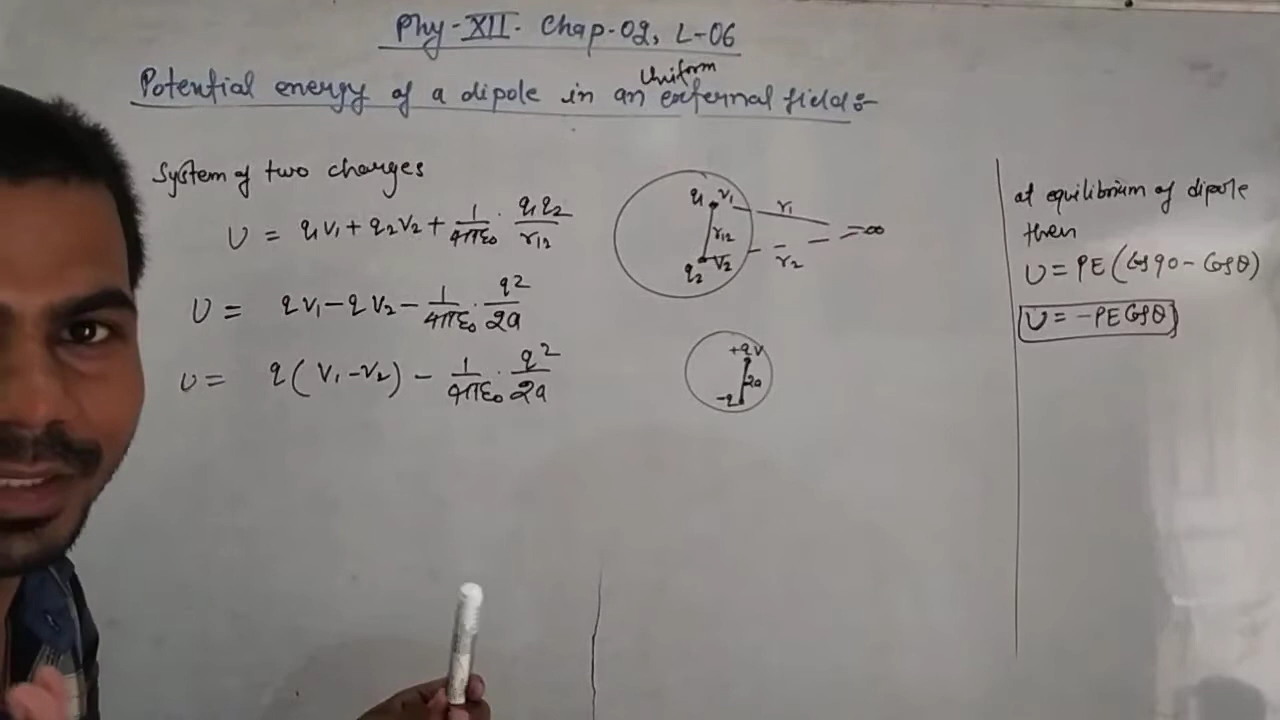 Phy-XII. Chap-02, L-06
Potential energy of a dipole in an Uniform external field:-
System of two charges
U = q₁V₁ + q₂V₂ + 1/4πε₀ · q₁q₂/r₁₂
U = qV₁ - qV₂ - 1/4πε₀ · q²/2a
U = q(V₁ - V₂) - 1/4πε₀ · q²/2a
q₁ V₁ r₁
r₁₂ = ∞
q₂ V₂ r₂
+q V
2a
-q
at equilibrium of dipole
then
U = PE(Cos90 - Cosθ)
U = -PECosθ